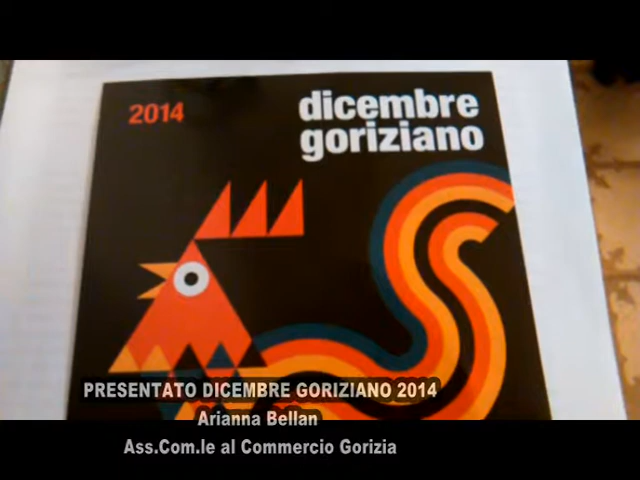 2014
dicembre
goriziano
PRESENTATO DICEMBRE GORIZIANO 2014
Arianna Bellan
Ass.Com.le al Commercio Gorizia